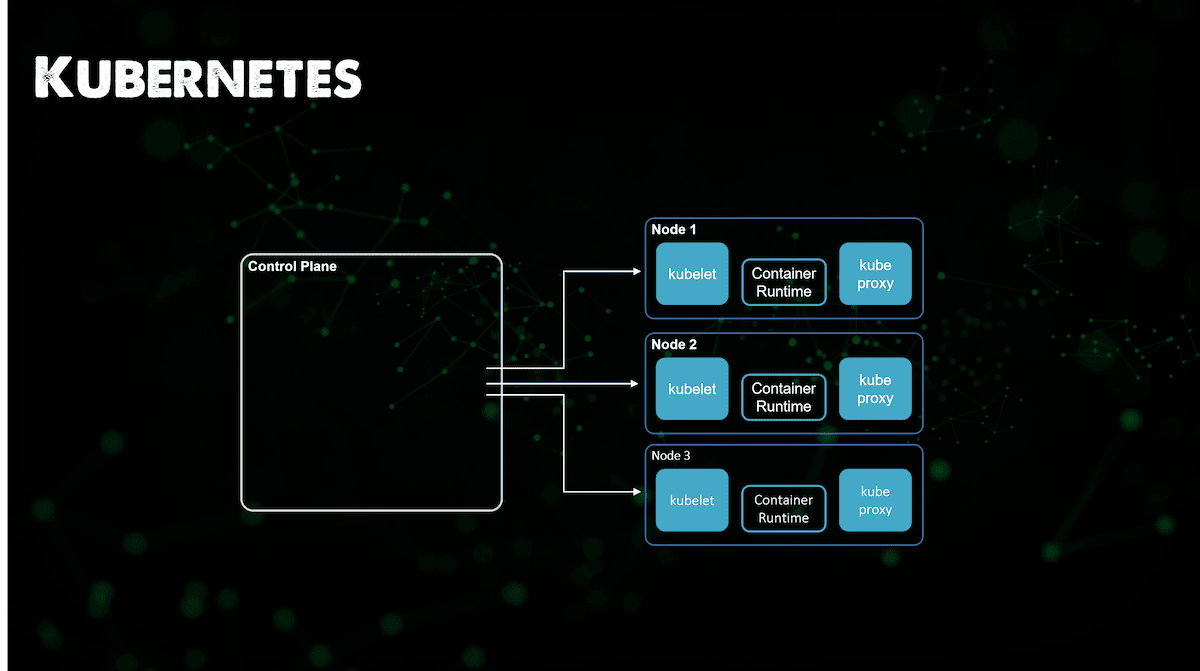 KUBERNETES
Control Plane
Node 1
kubelet
Container
Runtime
kube
proxy
Node 2
kubelet
Container
Runtime
kube
proxy
Node 3
kubelet
Container
Runtime
kube
proxy